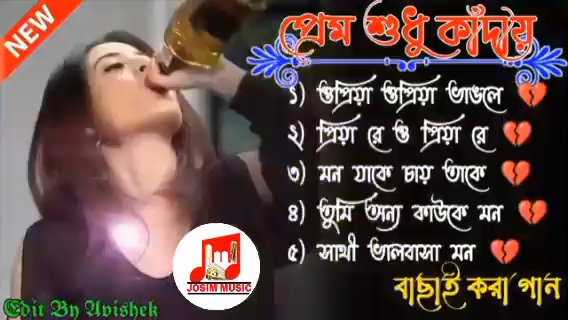 NEW
প্রেম শুধু কাঁদায়
১) ওপ্রিয়া ওপ্রিয়া ভাঙলে
২) প্রিয়া রে ও প্রিয়া রে
৩) মন যাকে চায় তাকে
৪) তুমি অন্য কাউকে মন
৫) সাথী ভালবাসা মন
বাছাই করা গান
JOSIM MUSIC
Edit By Avishek